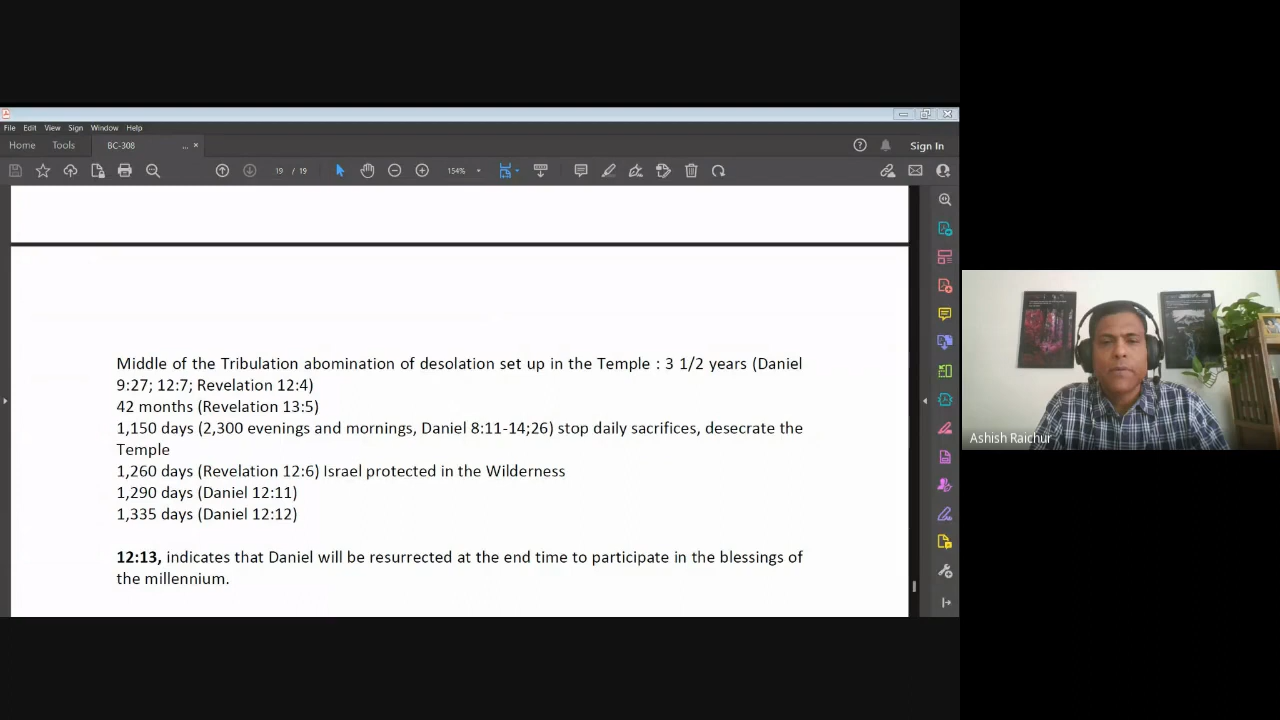 File Edit View Sign Window Help
Home Tools BC-308 ... ×
Sign In
19 / 19
154%
Middle of the Tribulation abomination of desolation set up in the Temple : 3 1/2 years (Daniel
9:27; 12:7; Revelation 12:4)
42 months (Revelation 13:5)
1,150 days (2,300 evenings and mornings, Daniel 8:11-14;26) stop daily sacrifices, desecrate the
Temple
1,260 days (Revelation 12:6) Israel protected in the Wilderness
1,290 days (Daniel 12:11)
1,335 days (Daniel 12:12)
12:13, indicates that Daniel will be resurrected at the end time to participate in the blessings of
the millennium.
Ashish Raichur